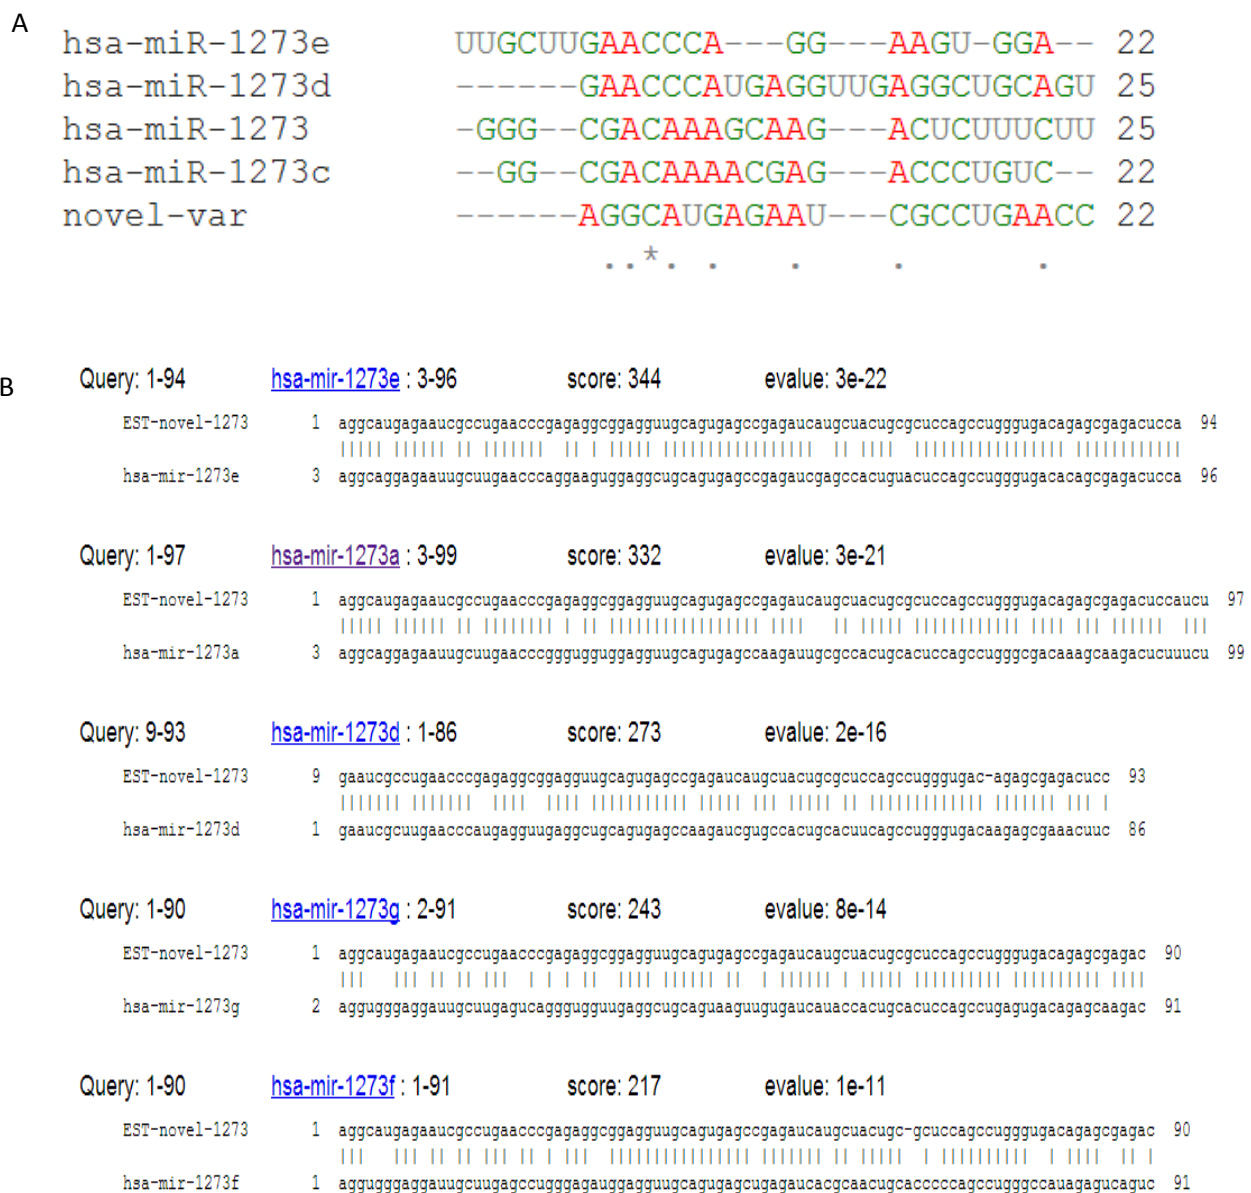 A
hsa-miR-1273e UUGCUUGAACCCA---GG---AAGU-GGA-- 22
hsa-miR-1273d ------GAACCCAUGAGGUUGAGGCUGCAGU 25
hsa-miR-1273 -GGG--CGACAAAGCAAG---ACUCUUUCUU 25
hsa-miR-1273c --GG--CGACAAAACGAG---ACCCUGUC-- 22
novel-var ------AGGCAUGAGAAU---CGCCUGAACC 22
..*. . . . .
B
Query: 1-94 hsa-mir-1273e : 3-96 score: 344 evalue: 3e-22
EST-novel-1273 1 aggcaugagaaucgccugaacccgagaggcggagguugcagugagccgagaucaugcuacugcgcuccagccugggugacagagcgagacucca 94
hsa-mir-1273e 3 aggcaggagaauugcuugaacccaggaaguggaggcugcagugagccgagaucgagccacuguacuccagccugggugacacagcgagacucca 96
Query: 1-97 hsa-mir-1273a : 3-99 score: 332 evalue: 3e-21
EST-novel-1273 1 aggcaugagaaucgccugaacccgagaggcggagguugcagugagccgagaucaugcuacugcgcuccagccugggugacagagcgagacuccaucu 97
hsa-mir-1273a 3 aggcaggagaauugcuugaacccgggugguggagguugcagugagccaagauugcgccacugcacuccagccugggcgacaaagcaagacucuuucu 99
Query: 9-93 hsa-mir-1273d : 1-86 score: 273 evalue: 2e-16
EST-novel-1273 9 gaaucgccugaacccgagaggcggagguugcagugagccgagaucaugcuacugcgcuccagccugggugac-agagcgagacucc 93
hsa-mir-1273d 1 gaaucgcuugaacccaugagguugaggcugcagugagccaagaucgugccacugcacuucagccugggugacaagagcgaaacuuc 86
Query: 1-90 hsa-mir-1273g : 2-91 score: 243 evalue: 8e-14
EST-novel-1273 1 aggcaugagaaucgccugaacccgagaggcggagguugcagugagccgagaucaugcuacugcgcuccagccugggugacagagcgagac 90
hsa-mir-1273g 2 aggugggaggauugcuugagucagggugguugaggcugcaguaaguugugaucauaccacugcacuccagccugagugacagagcaagac 91
Query: 1-90 hsa-mir-1273f : 1-91 score: 217 evalue: 1e-11
EST-novel-1273 1 aggcaugagaaucgccugaacccgagaggcggagguugcagugagccgagaucaugcuacugc-gcuccagccugggugacagagcgagac 90
hsa-mir-1273f 1 aggugggaggauugcuugagccugggagauggagguugcagugagcugagaucacgcaacugcacccccagccugggccauagagucaguc 91